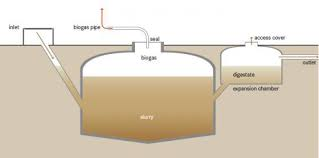 inlet
biogas pipe
seal
access cover
biogas
outlet
digestate
expansion chamber
slurry